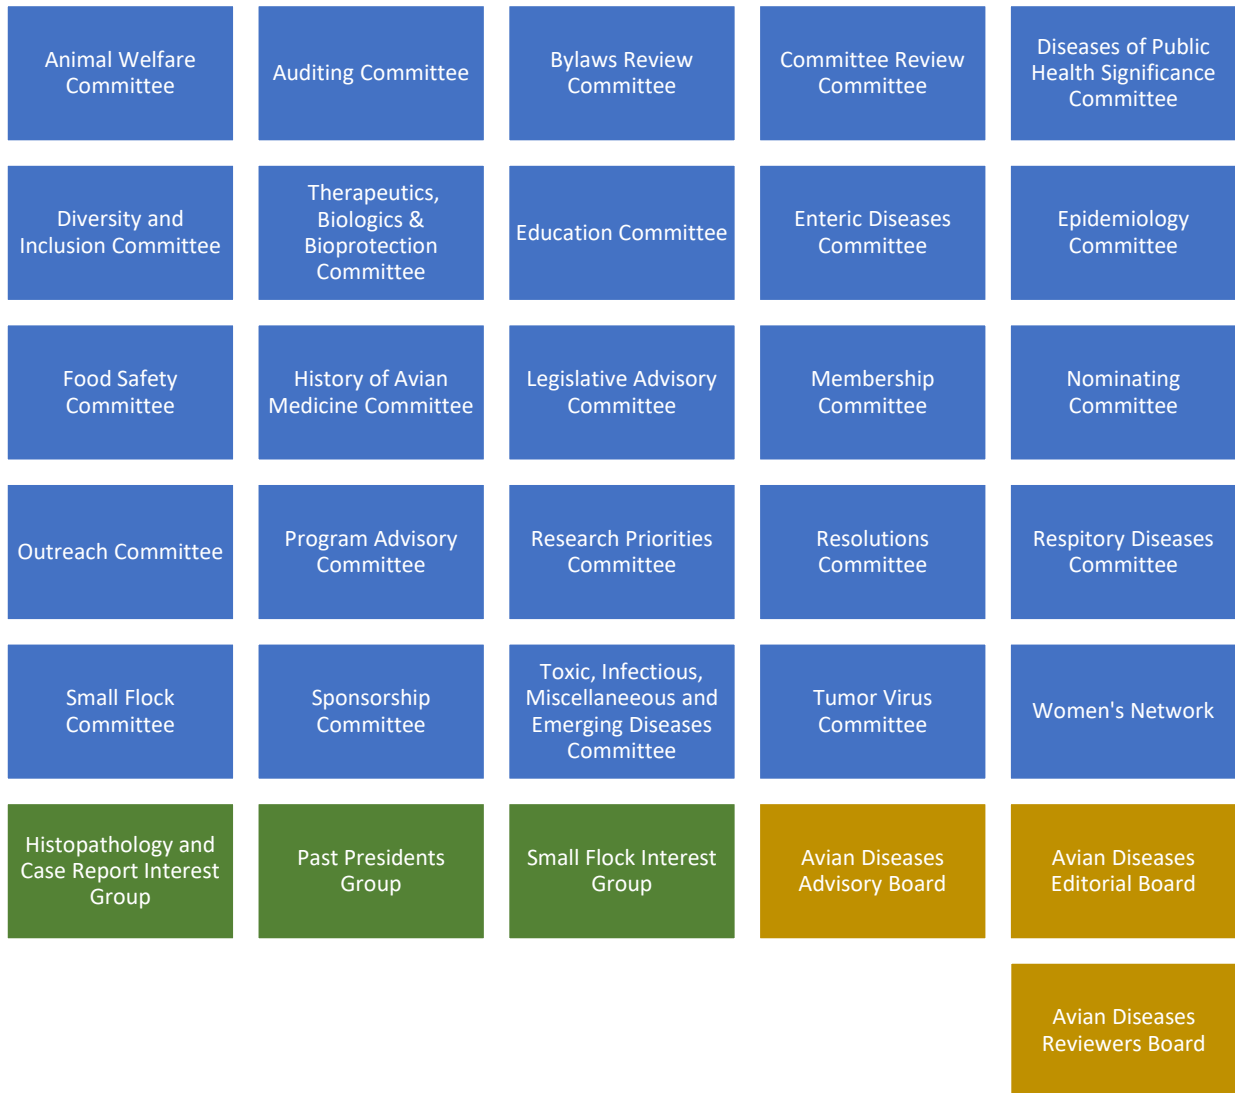 Animal Welfare
Committee
Auditing Committee
Bylaws Review
Committee
Committee Review
Committee
Diseases of Public
Health Significance
Committee
Diversity and
Inclusion Committee
Therapeutics,
Biologics &
Bioprotection
Committee
Education Committee
Enteric Diseases
Committee
Epidemiology
Committee
Food Safety
Committee
History of Avian
Medicine Committee
Legislative Advisory
Committee
Membership
Committee
Nominating
Committee
Outreach Committee
Program Advisory
Committee
Research Priorities
Committee
Resolutions
Committee
Respitory Diseases
Committee
Small Flock
Committee
Sponsorship
Committee
Toxic, Infectious,
Miscellaneeous and
Emerging Diseases
Committee
Tumor Virus
Committee
Women's Network
Histopathology and
Case Report Interest
Group
Past Presidents
Group
Small Flock Interest
Group
Avian Diseases
Advisory Board
Avian Diseases
Editorial Board
Avian Diseases
Reviewers Board